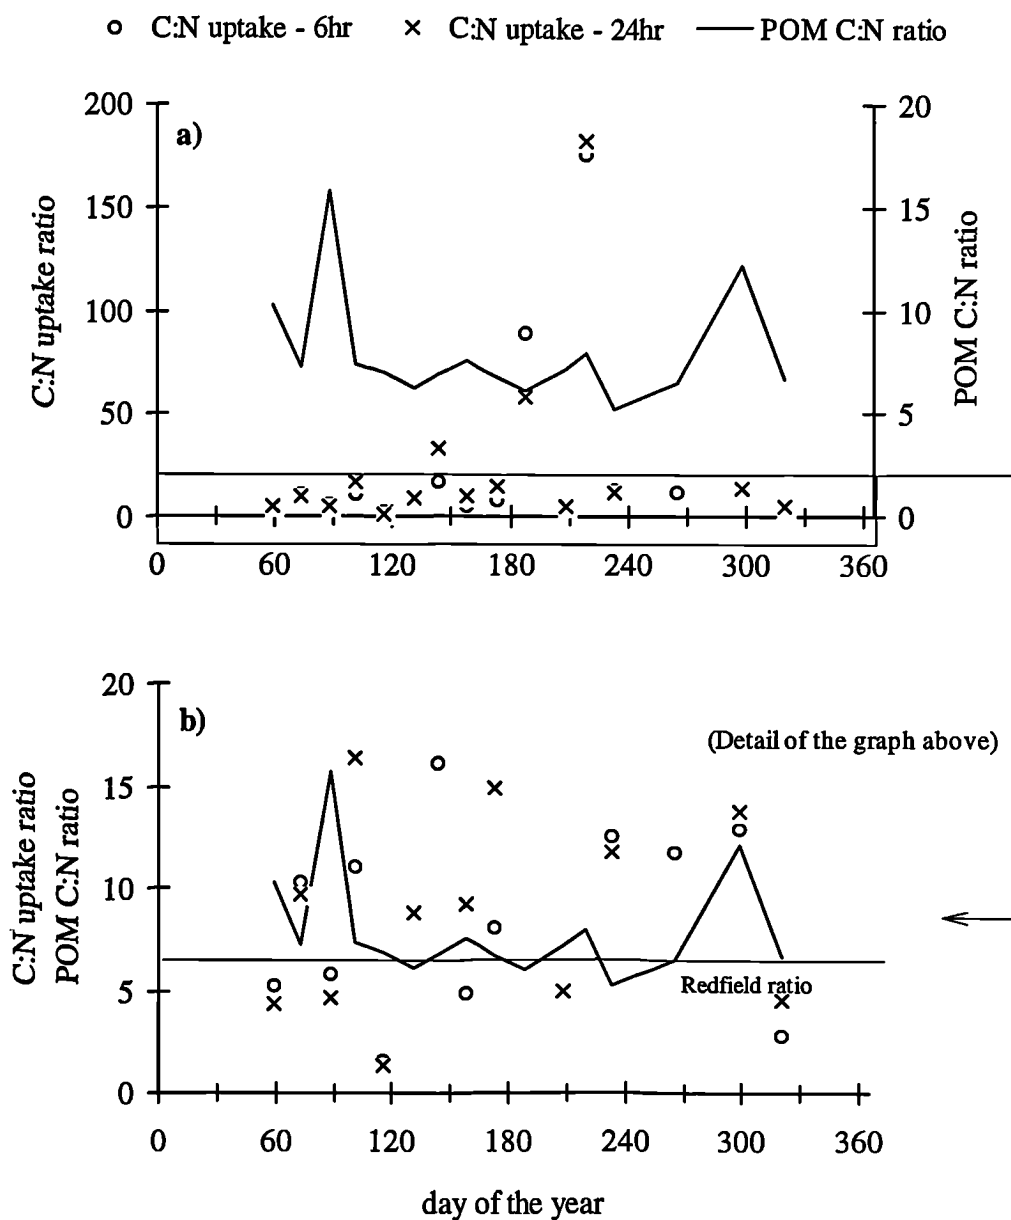 C:N uptake - 6hr C:N uptake - 24hr POM C:N ratio
a)
200
150
100
50
0
C:N uptake ratio
20
15
10
5
0
POM C:N ratio
0 60 120 180 240 300 360
b)
(Detail of the graph above)
20
15
10
5
0
C:N uptake ratio
POM C:N ratio
Redfield ratio
0 60 120 180 240 300 360
day of the year